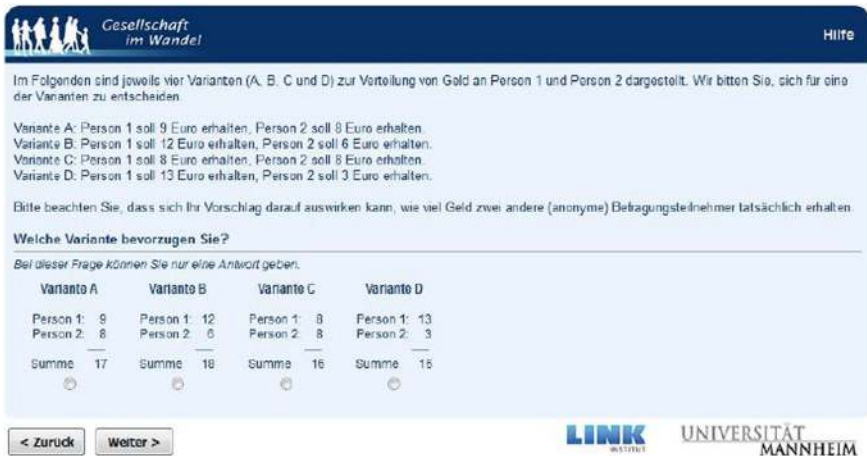 Gesellschaft
im Wandel
Hilfe
Im Folgenden sind jeweils vier Varianten (A, B, C und D) zur Verteilung von Geld an Person 1 und Person 2 dargestellt. Wir bitten Sie, sich für eine
der Varianten zu entscheiden.
Variante A: Person 1 soll 9 Euro erhalten, Person 2 soll 8 Euro erhalten.
Variante B: Person 1 soll 12 Euro erhalten, Person 2 soll 6 Euro erhalten.
Variante C: Person 1 soll 8 Euro erhalten, Person 2 soll 8 Euro erhalten.
Variante D: Person 1 soll 13 Euro erhalten, Person 2 soll 3 Euro erhalten.
Bitte beachten Sie, dass sich Ihr Vorschlag darauf auswirken kann, wie viel Geld zwei andere (anonyme) Befragungsteilnehmer tatsächlich erhalten.
Welche Variante bevorzugen Sie?
Bei dieser Frage können Sie nur eine Antwort geben.
Variante A Variante B Variante C Variante D
Person 1: 9 Person 1: 12 Person 1: 8 Person 1: 13
Person 2: 8 Person 2: 6 Person 2: 8 Person 2: 3
Summe 17 Summe 18 Summe 16 Summe 16
< Zurück Weiter >
LINK
INSTITUT
UNIVERSITÄT
MANNHEIM